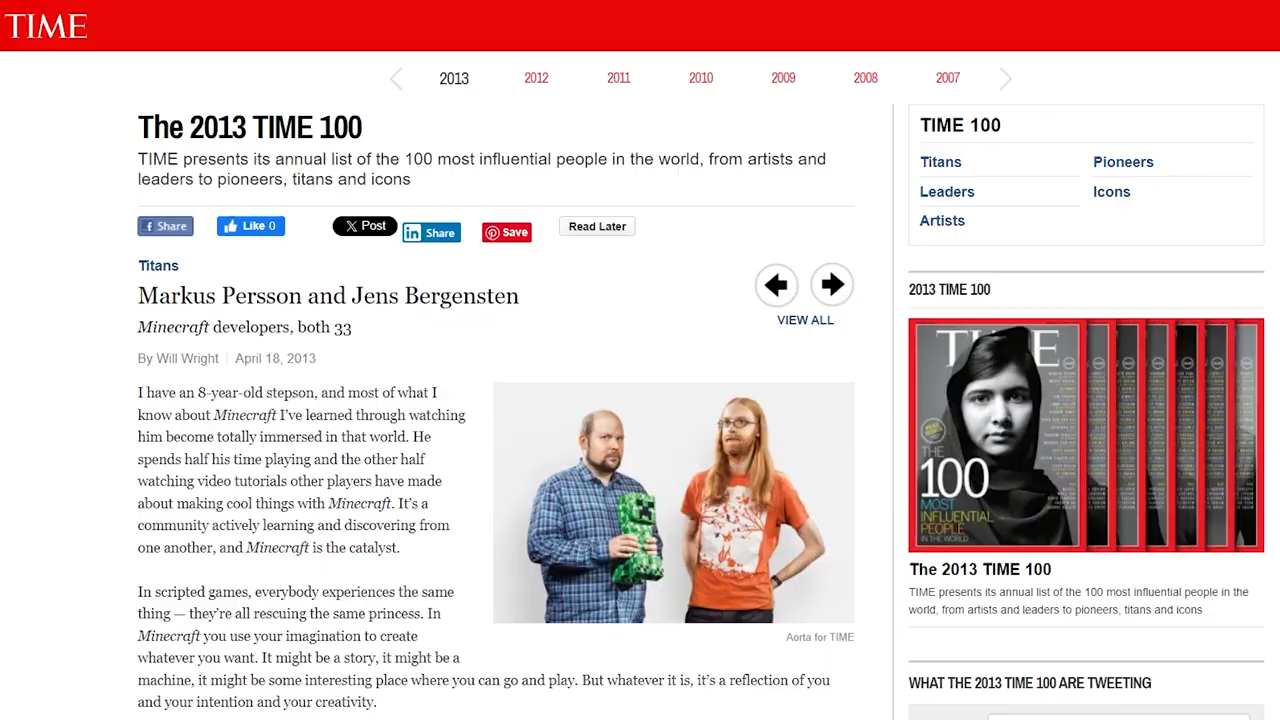 TIME
2013 2012 2011 2010 2009 2008 2007
The 2013 TIME 100
TIME presents its annual list of the 100 most influential people in the world, from artists and
leaders to pioneers, titans and icons
Share Like 0 Post Share Save Read Later
Titans
Markus Persson and Jens Bergensten
VIEW ALL
Minecraft developers, both 33
By Will Wright April 18, 2013
I have an 8-year-old stepson, and most of what I
know about Minecraft I've learned through watching
him become totally immersed in that world. He
spends half his time playing and the other half
watching video tutorials other players have made
about making cool things with Minecraft. It's a
community actively learning and discovering from
one another, and Minecraft is the catalyst.
In scripted games, everybody experiences the same
thing — they're all rescuing the same princess. In
Minecraft you use your imagination to create
whatever you want. It might be a story, it might be a
machine, it might be some interesting place where you can go and play. But whatever it is, it's a reflection of you
and your intention and your creativity.
Aorta for TIME
TIME 100
Titans Pioneers
Leaders Icons
Artists
2013 TIME 100
TIME
THE
100
MOST
INFLUENTIAL
PEOPLE
IN THE WORLD
The 2013 TIME 100
TIME presents its annual list of the 100 most influential people in the
world, from artists and leaders to pioneers, titans and icons
WHAT THE 2013 TIME 100 ARE TWEETING